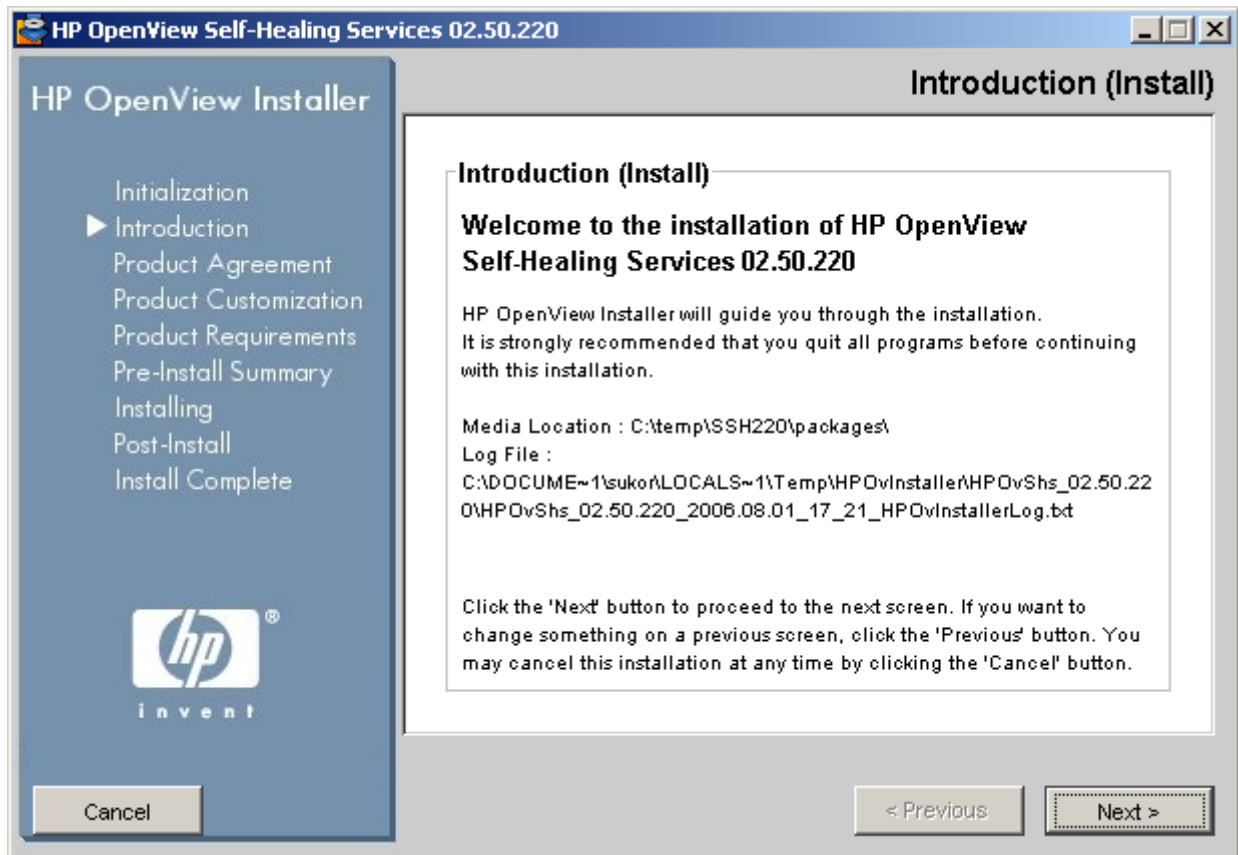 HP OpenView Self-Healing Services 02.50.220
HP OpenView Installer
Initialization
Introduction
Product Agreement
Product Customization
Product Requirements
Pre-Install Summary
Installing
Post-Install
Install Complete
hp
®
invent
Cancel
Introduction (Install)
Introduction (Install)
Welcome to the installation of HP OpenView
Self-Healing Services 02.50.220
HP OpenView Installer will guide you through the installation.
It is strongly recommended that you quit all programs before continuing
with this installation.
Media Location : C:\temp\SSH220\packages\
Log File :
C:\DOCUME~1\sukor\LOCALS~1\Temp\HPOvInstaller\HPOvShs_02.50.22
0\HPOvShs_02.50.220_2006.08.01_17_21_HPOvInstallerLog.txt
Click the 'Next' button to proceed to the next screen. If you want to
change something on a previous screen, click the 'Previous' button. You
may cancel this installation at any time by clicking the 'Cancel' button.
< Previous
Next >